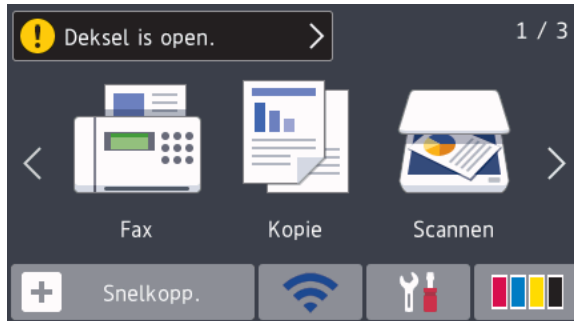 Deksel is open.
1 / 3
Fax
Kopie
Scannen
Snelkopp.